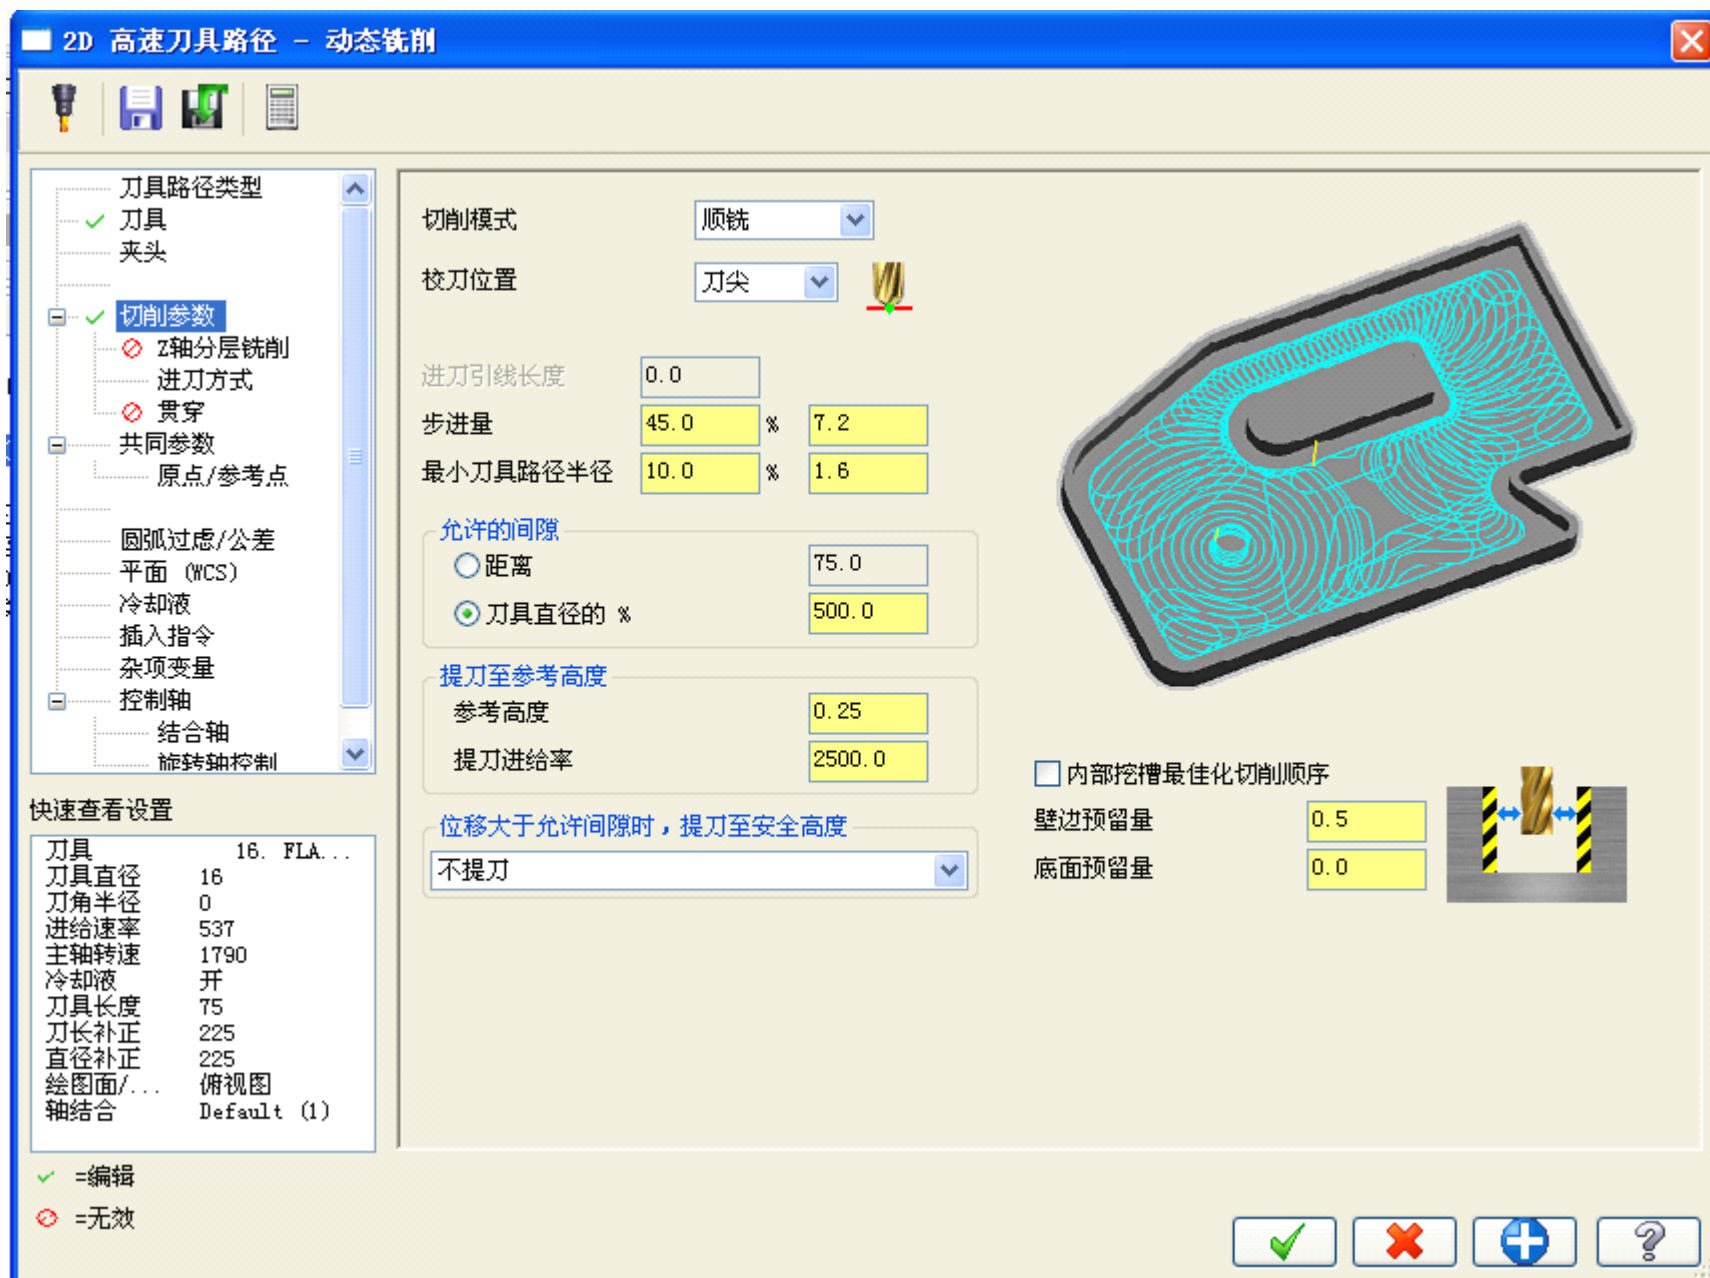 2D 高速刀具路径 - 动态铣削
刀具路径类型
刀具
夹头
切削参数
Z轴分层铣削
进刀方式
贯穿
共同参数
原点/参考点
圆弧过虑/公差
平面 (WCS)
冷却液
插入指令
杂项变量
控制轴
结合轴
旋转轴控制
快速查看设置
刀具 16. FLA...
刀具直径 16
刀角半径 0
进给速率 537
主轴转速 1790
冷却液 开
刀具长度 75
刀长补正 225
直径补正 225
绘图面/... 俯视图
轴结合 Default (1)
=编辑
=无效
切削模式 顺铣
校刀位置 刀尖
进刀引线长度 0.0
步进量 45.0 % 7.2
最小刀具路径半径 10.0 % 1.6
允许的间隙
距离 75.0
刀具直径的 % 500.0
提刀至参考高度
参考高度 0.25
提刀进给率 2500.0
位移大于允许间隙时，提刀至安全高度
不提刀
内部挖槽最佳化切削顺序
壁边预留量 0.5
底面预留量 0.0